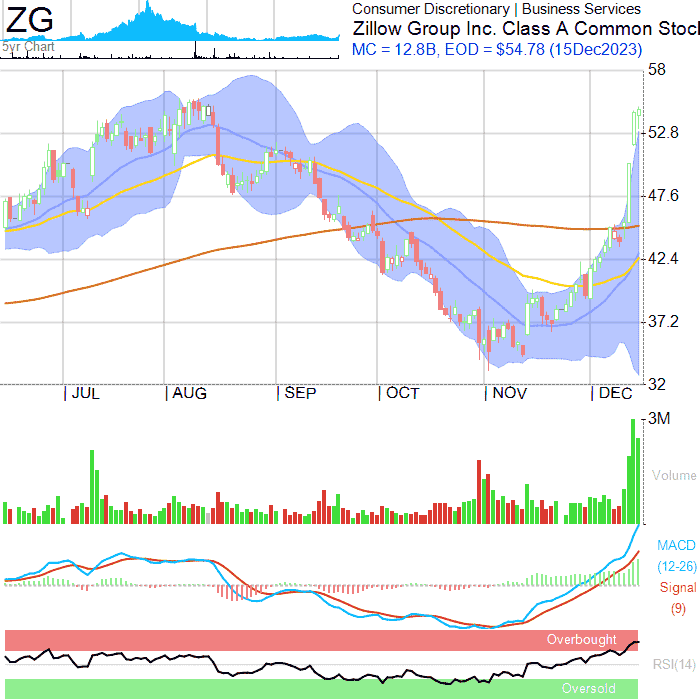 ZG
5yr Chart
Consumer Discretionary | Business Services
Zillow Group Inc. Class A Common Stocl
MC = 12.8B, EOD = $54.78 (15Dec2023)
58
52.8
47.6
42.4
37.2
32
JUL AUG SEP OCT NOV DEC
3M
Volume
MACD
(12-26)
Signal
(9)
Overbought
RSI(14)
Oversold